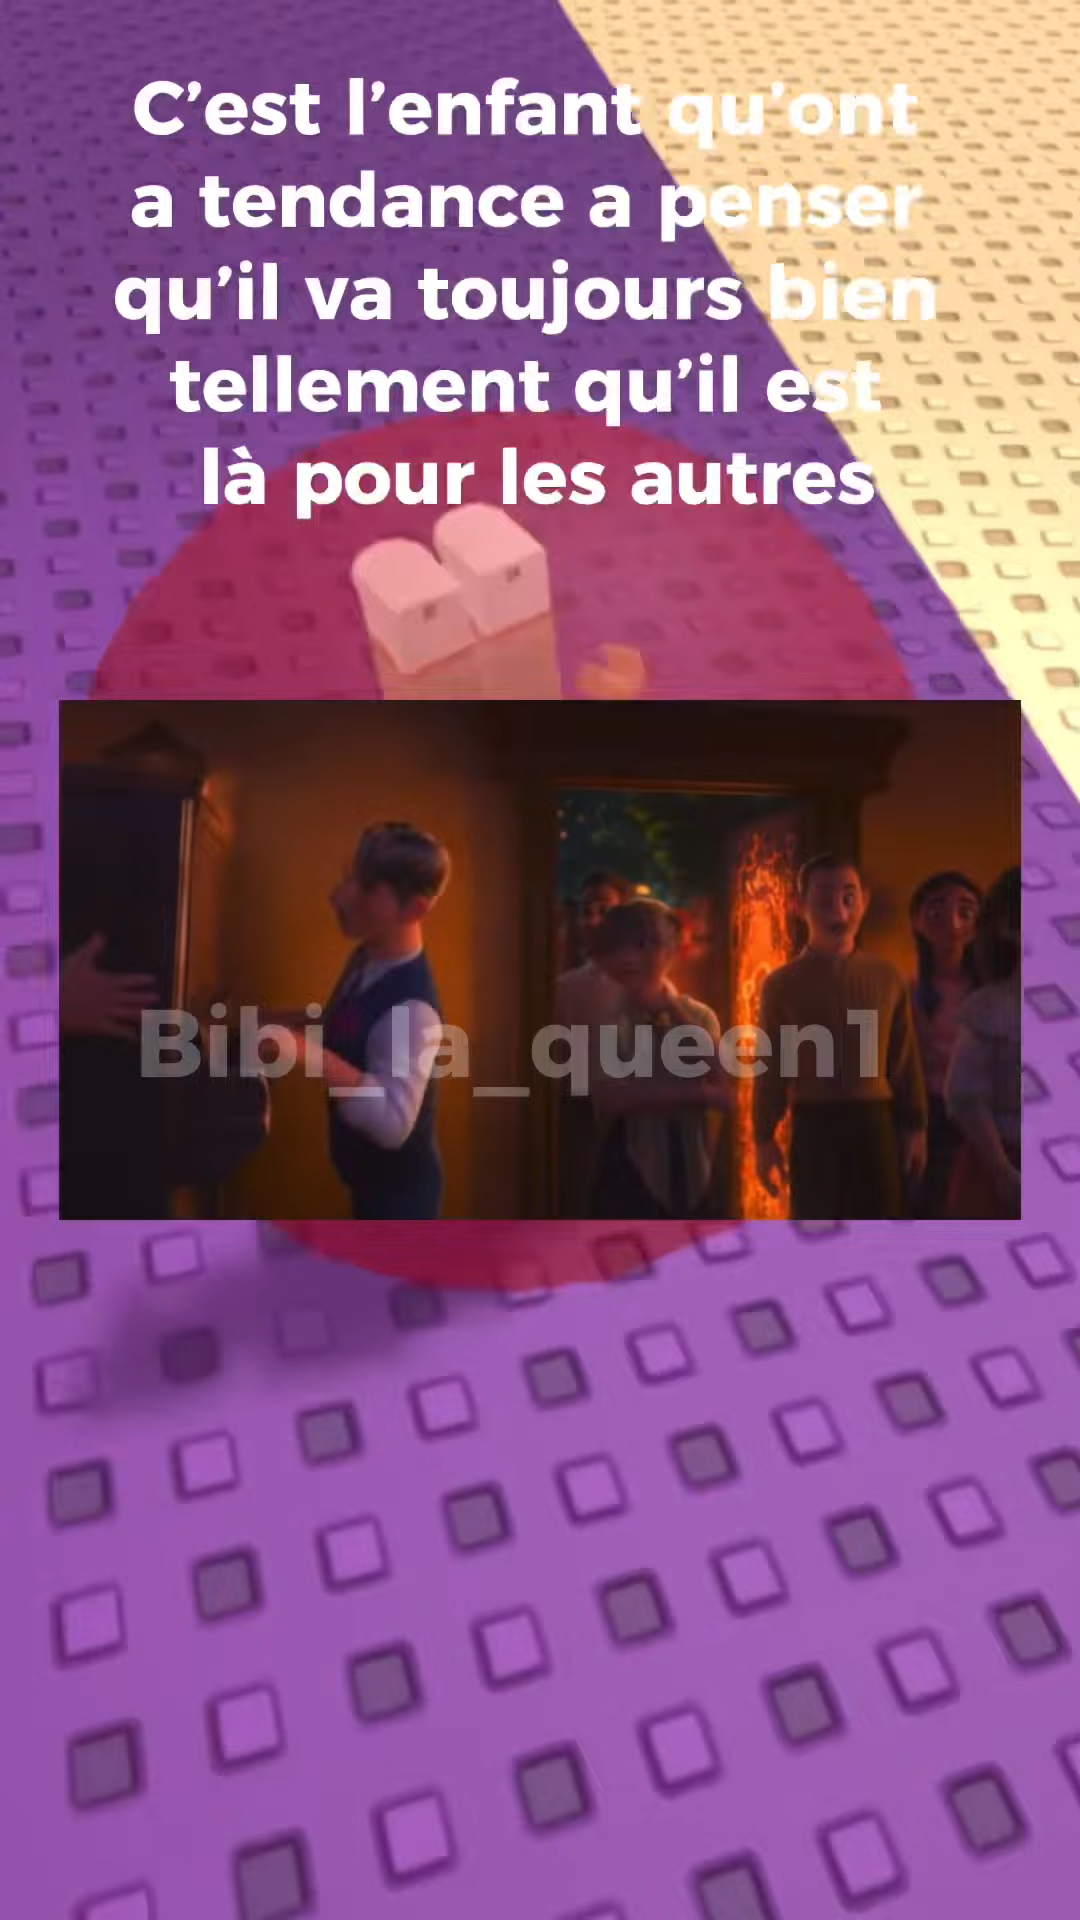 C’est l’enfant qu’ont
a tendance a penser
qu’il va toujours bien
tellement qu’il est
là pour les autres
Bibi_la_queen1